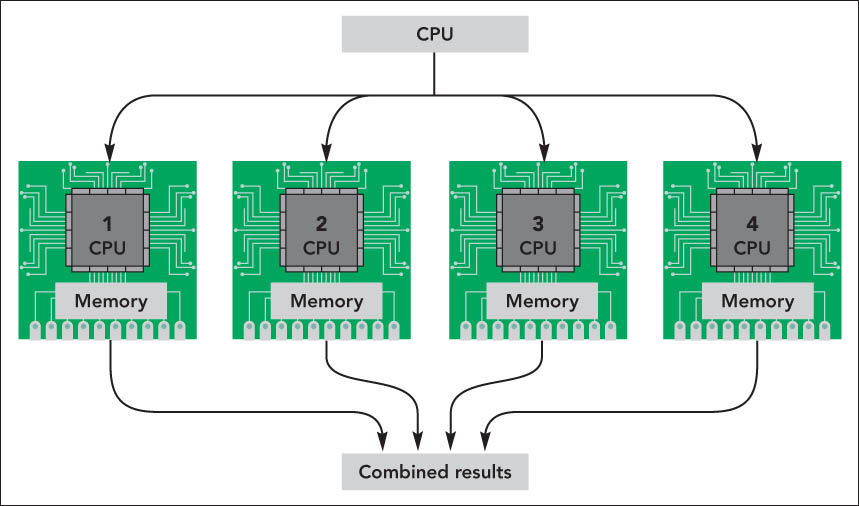 CPU
1
CPU
2
CPU
3
CPU
4
CPU
Memory
Memory
Memory
Memory
Combined results